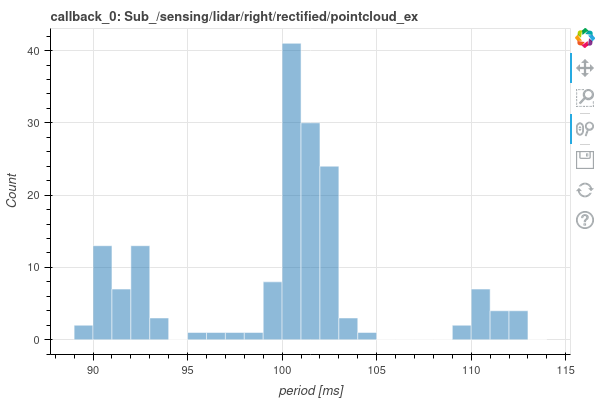 callback_0: Sub_/sensing/lidar/right/rectified/pointcloud_ex
40
30
20
10
0
Count
90 95 100 105 110 115
period [ms]